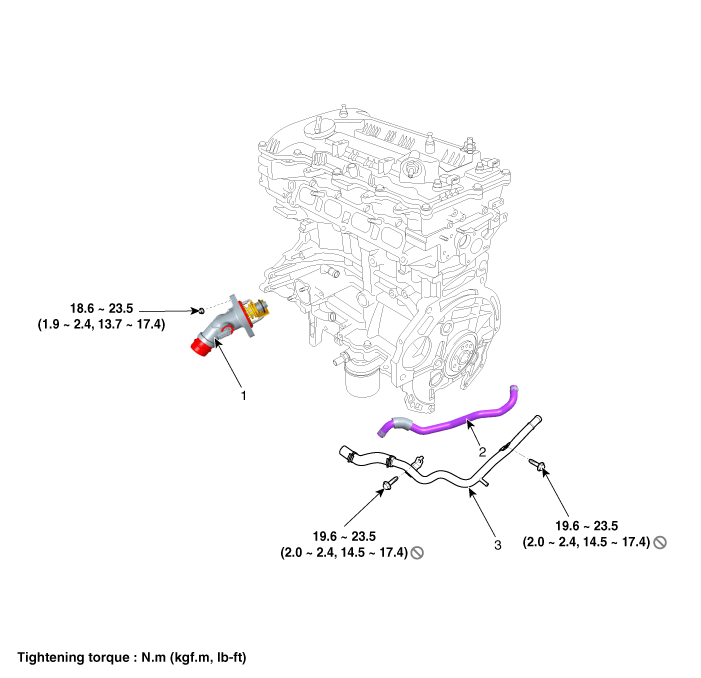 18.6 ~ 23.5
(1.9 ~ 2.4, 13.7 ~ 17.4)
1
2
3
19.6 ~ 23.5
(2.0 ~ 2.4, 14.5 ~ 17.4)
19.6 ~ 23.5
(2.0 ~ 2.4, 14.5 ~ 17.4)
Tightening torque : N.m (kgf.m, lb-ft)